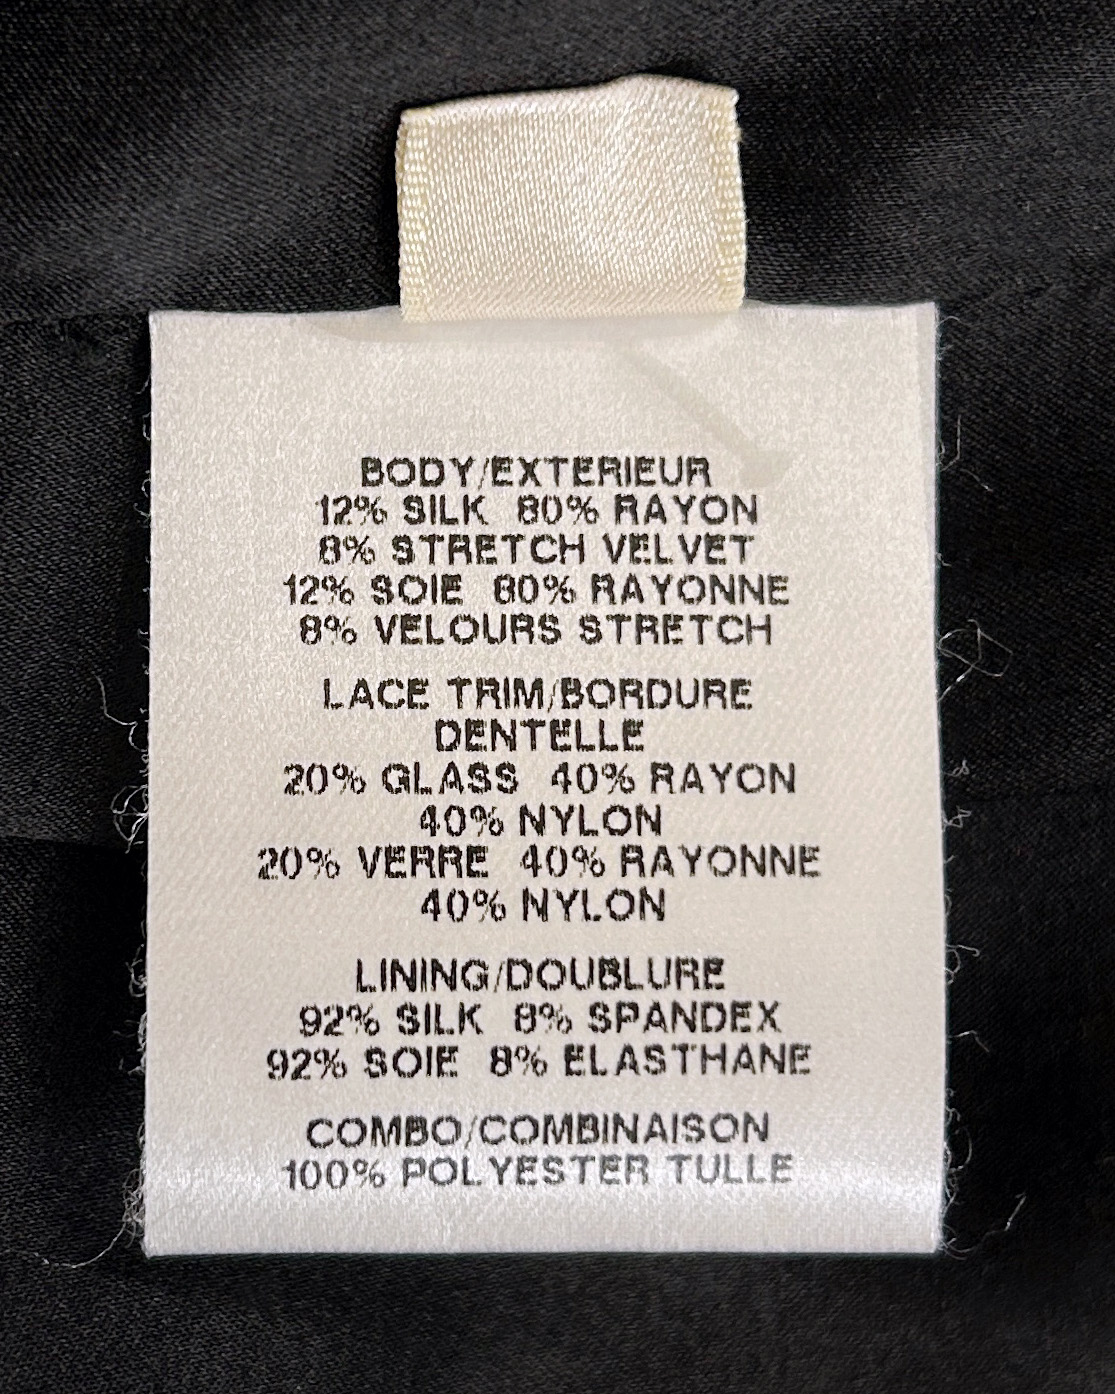 BODY/EXTERIEUR
12% SILK 80% RAYON
8% STRETCH VELVET
12% SOIE 80% RAYONNE
8% VELOURS STRETCH
LACE TRIM/BORDURE
DENTELLE
20% GLASS 40% RAYON
40% NYLON
20% VERRE 40% RAYONNE
40% NYLON
LINING/DOUBLURE
92% SILK 8% SPANDEX
92% SOIE 8% ELASTHANE
COMBO/COMBINAISON
100% POLYESTER TULLE